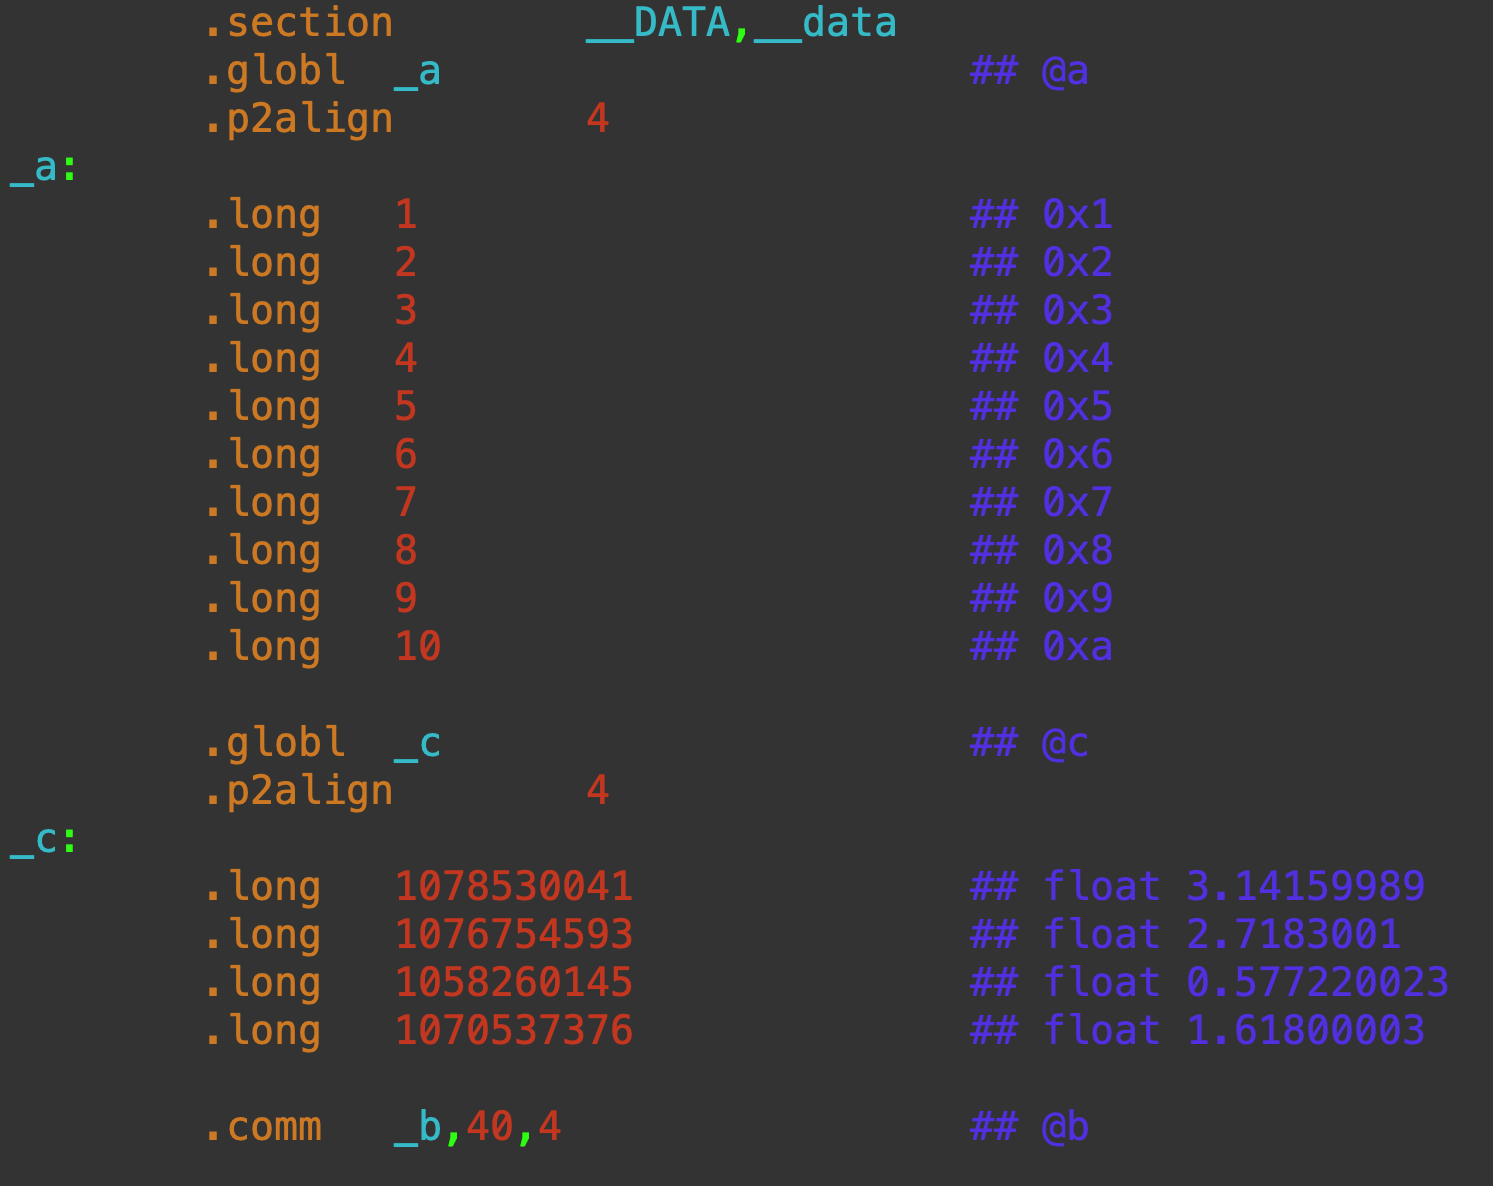 .section __DATA,__data
.globl _a ## @a
.p2align 4
_a:
.long 1 ## 0x1
.long 2 ## 0x2
.long 3 ## 0x3
.long 4 ## 0x4
.long 5 ## 0x5
.long 6 ## 0x6
.long 7 ## 0x7
.long 8 ## 0x8
.long 9 ## 0x9
.long 10 ## 0xa
.globl _c ## @c
.p2align 4
_c:
.long 1078530041 ## float 3.14159989
.long 1076754593 ## float 2.7183001
.long 1058260145 ## float 0.577220023
.long 1070537376 ## float 1.61800003
.comm _b,40,4 ## @b